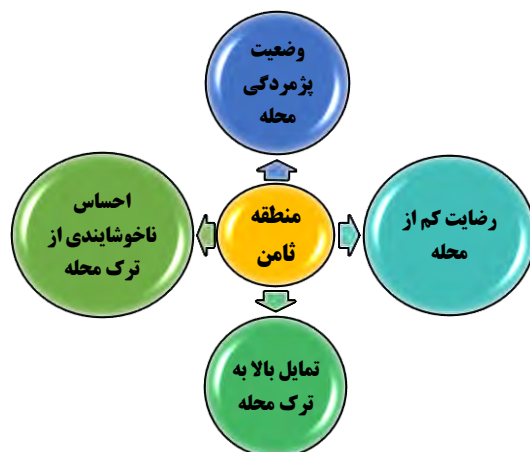 وضعیت
پژمردگی
محله
رضایت کم از
محله
منطقه
ثامن
احساس
ناخوشایندی از
ترک محله
تمایل بالا به
ترک محله